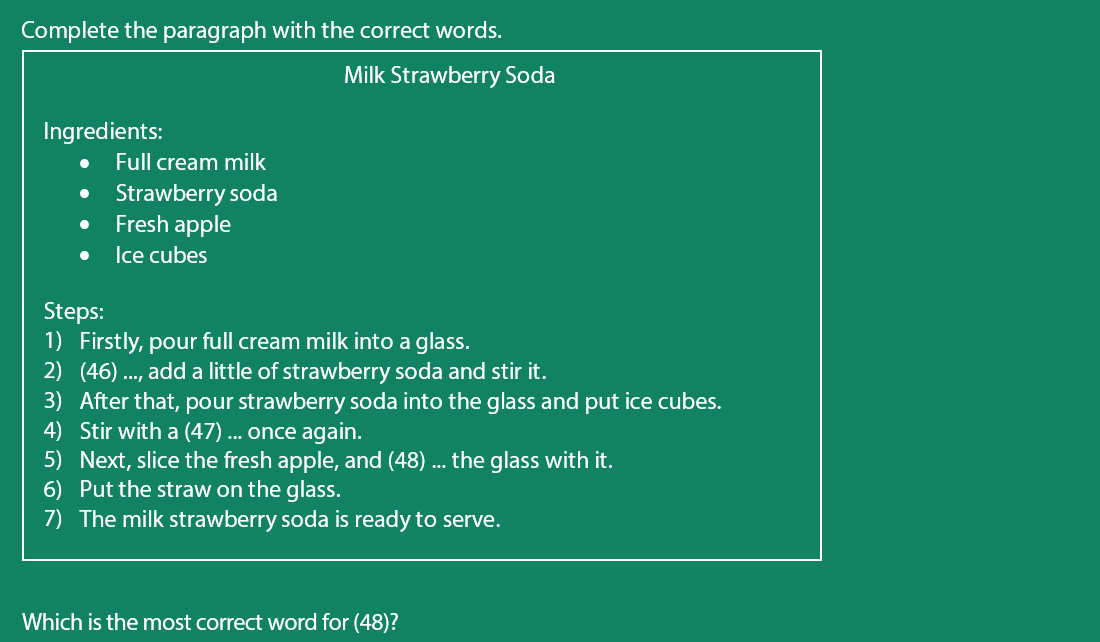 Complete the paragraph with the correct words.
Milk Strawberry Soda
Ingredients:
• Full cream milk
• Strawberry soda
• Fresh apple
• Ice cubes
Steps:
1) Firstly, pour full cream milk into a glass.
2) (46) ..., add a little of strawberry soda and stir it.
3) After that, pour strawberry soda into the glass and put ice cubes.
4) Stir with a (47) ... once again.
5) Next, slice the fresh apple, and (48) ... the glass with it.
6) Put the straw on the glass.
7) The milk strawberry soda is ready to serve.
Which is the most correct word for (48)?